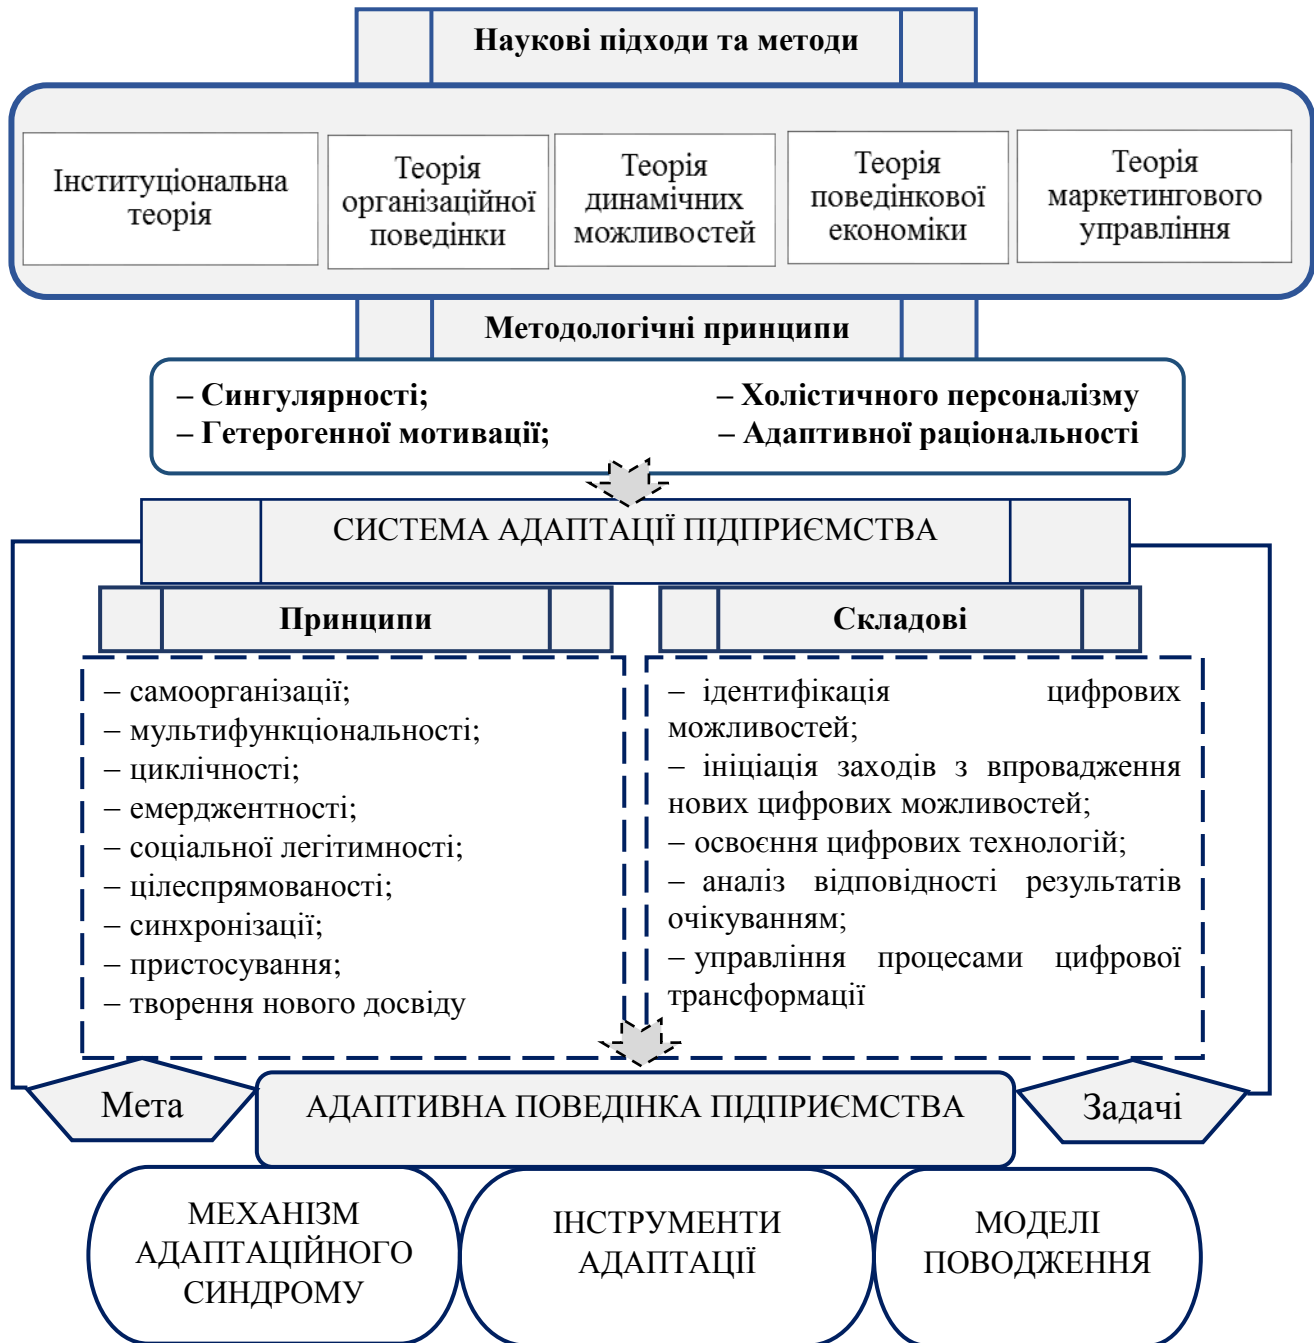 Наукові підходи та методи
Інституціональна
теорія
Теорія
організаційної
поведінки
Теорія
динамічних
можливостей
Теорія
поведінкової
економіки
Теорія
маркетингового
управління
Методологічні принципи
– Сингулярності;
– Гетерогенної мотивації;
– Холістичного персоналізму
– Адаптивної раціональності
СИСТЕМА АДАПТАЦІЇ ПІДПРИЄМСТВА
Принципи
– самоорганізації;
– мультифункціональності;
– циклічності;
– емерджентності;
– соціальної легітимності;
– цілеспрямованості;
– синхронізації;
– пристосування;
– творення нового досвіду
Складові
– ідентифікація цифрових
можливостей;
– ініціація заходів з впровадження
нових цифрових можливостей;
– освоєння цифрових технологій;
– аналіз відповідності результатів
очікуванням;
– управління процесами цифрової
трансформації
Мета
АДАПТИВНА ПОВЕДІНКА ПІДПРИЄМСТВА
Задачі
МЕХАНІЗМ
АДАПТАЦІЙНОГО
СИНДРОМУ
ІНСТРУМЕНТИ
АДАПТАЦІЇ
МОДЕЛІ
ПОВОДЖЕННЯ